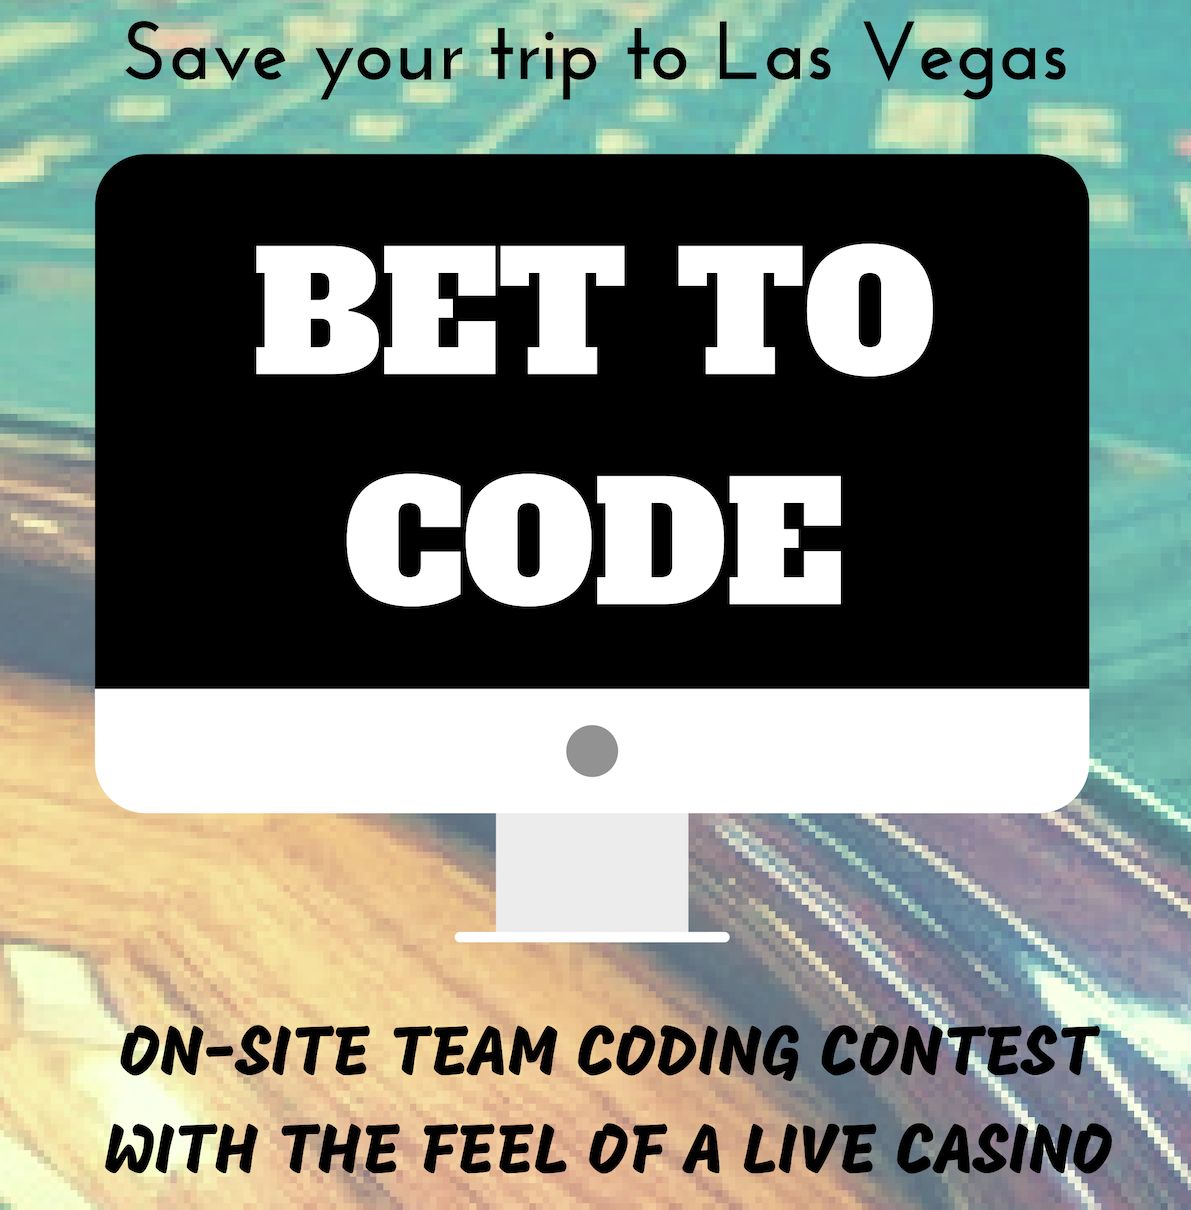 Save your trip to Las Vegas
BET TO
CODE
ON-SITE TEAM CODING CONTEST
WITH THE FEEL OF A LIVE CASINO